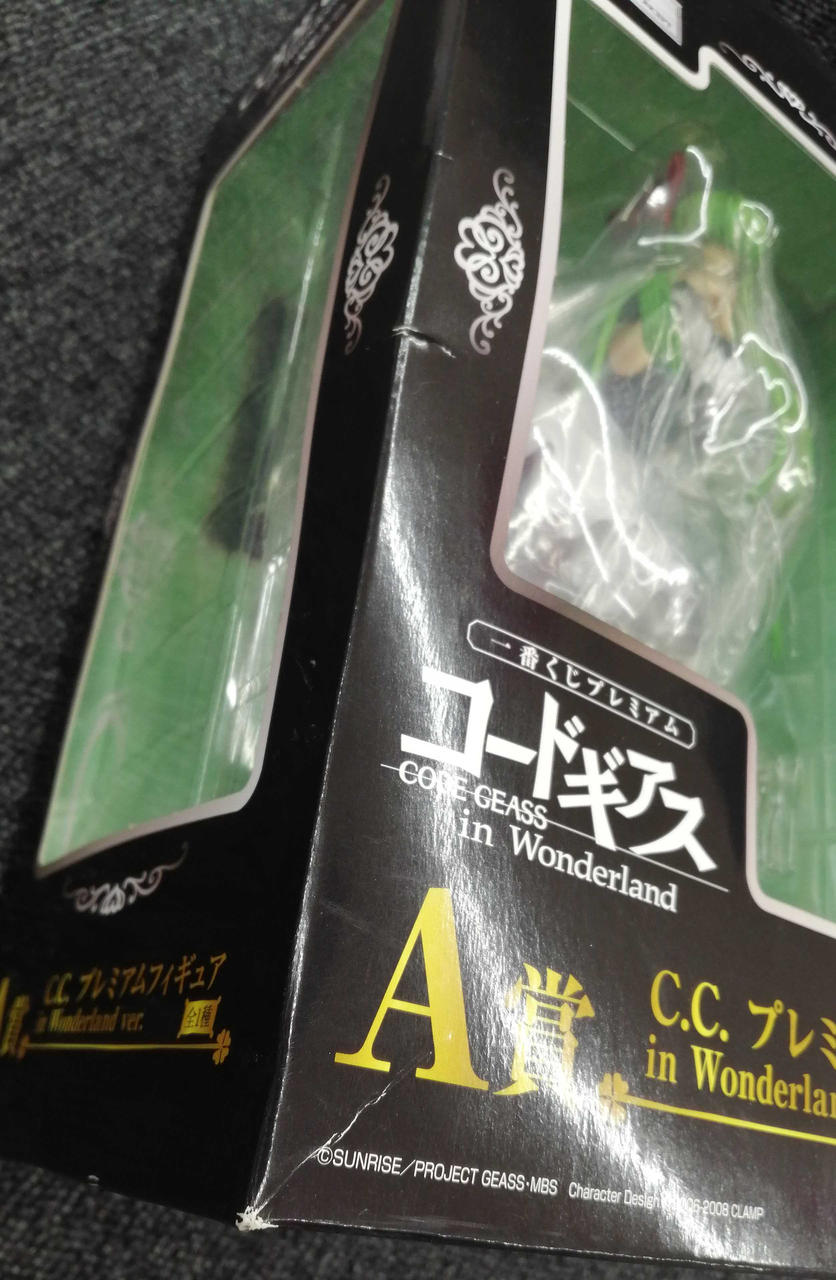 一番くじプレミアム
コードギアス
CODE GEASS
in Wonderland
A賞
C.C. プレミ
in Wonderlan
©SUNRISE／PROJECT GEASS・MBS Character Design 2006-2008 CLAMP
A賞
C.C. プレミアムフィギュア
in Wonderland ver.
全1種